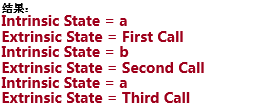 结果：
Intrinsic State = a
Extrinsic State = First Call
Intrinsic State = b
Extrinsic State = Second Call
Intrinsic State = a
Extrinsic State = Third Call